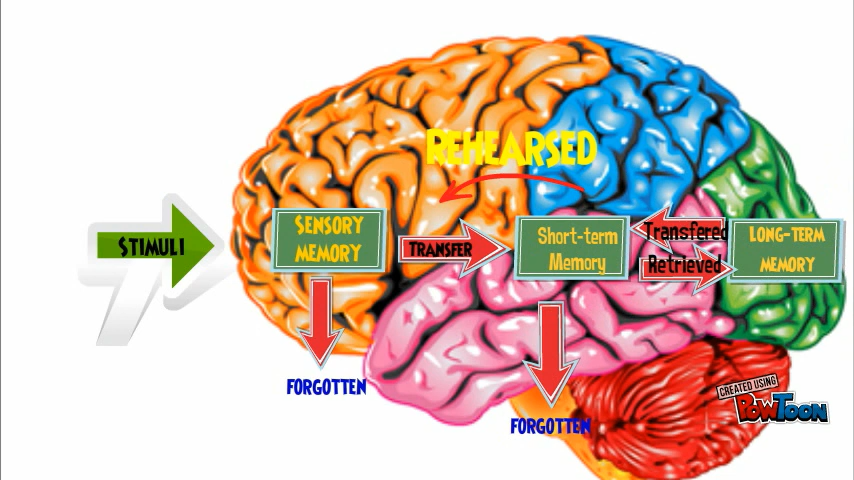 REHEARSED
STIMULI
SENSORY
MEMORY
TRANSFER
Short-term
Memory
Transfered
Retrieved
LONG-TERM
MEMORY
FORGOTTEN
FORGOTTEN
CREATED USING
POWTOON